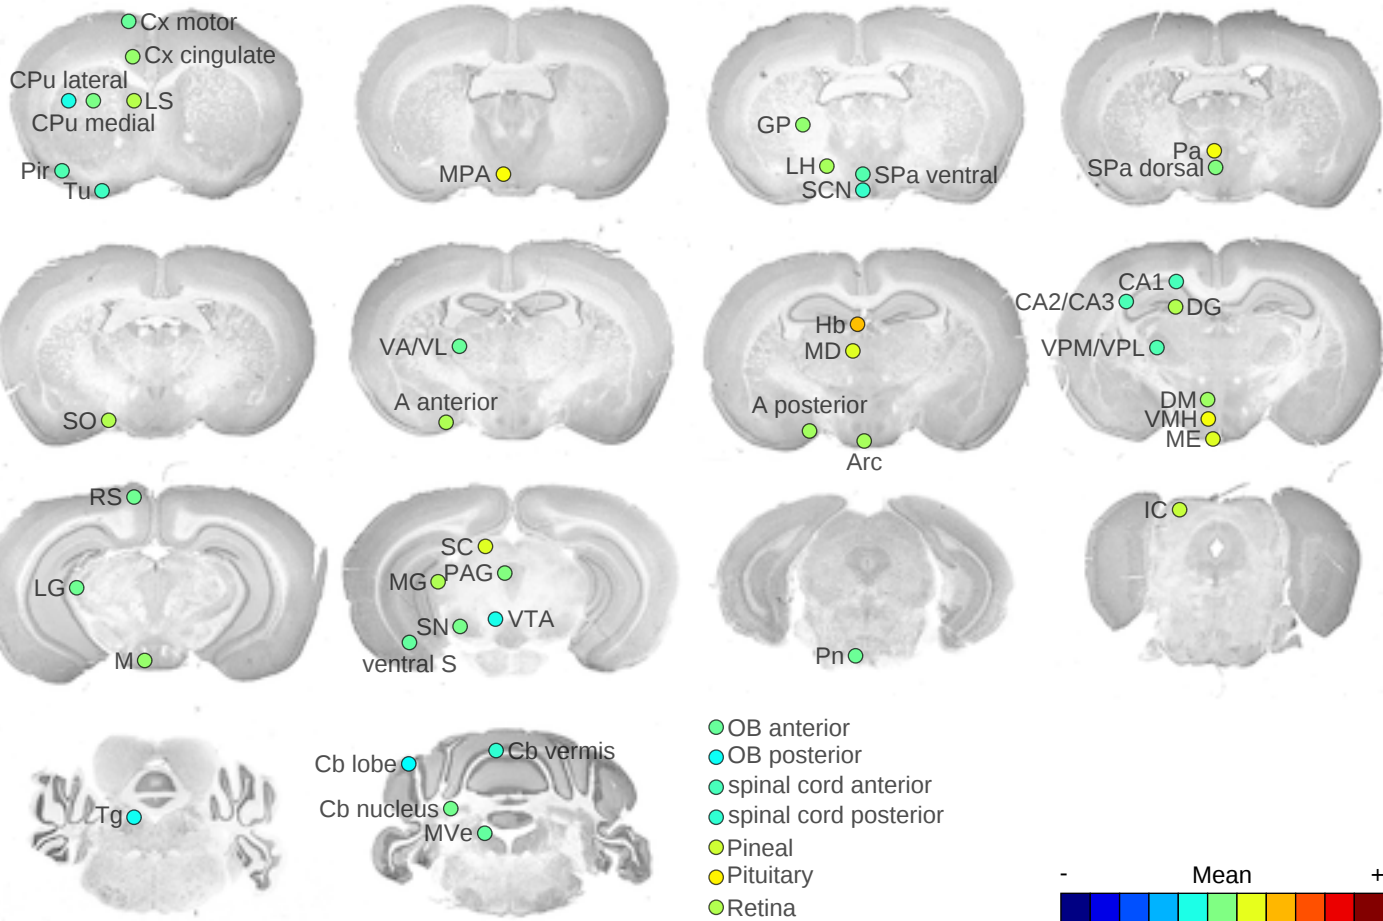 Cx motor
Cx cingulate
CPu lateral
LS
CPu medial
Pir
Tu
MPA
GP
LH
SPa ventral
SCN
Pa
SPa dorsal
SO
VA/VL
A anterior
Hb
MD
A posterior
Arc
CA1
CA2/CA3
DG
VPM/VPL
DM
VMH
ME
RS
LG
M
SC
MG
PAG
SN
VTA
ventral S
Pn
IC
Tg
Cb lobe
Cb vermis
Cb nucleus
MVe
OB anterior
OB posterior
spinal cord anterior
spinal cord posterior
Pineal
Pituitary
Retina
- Mean +